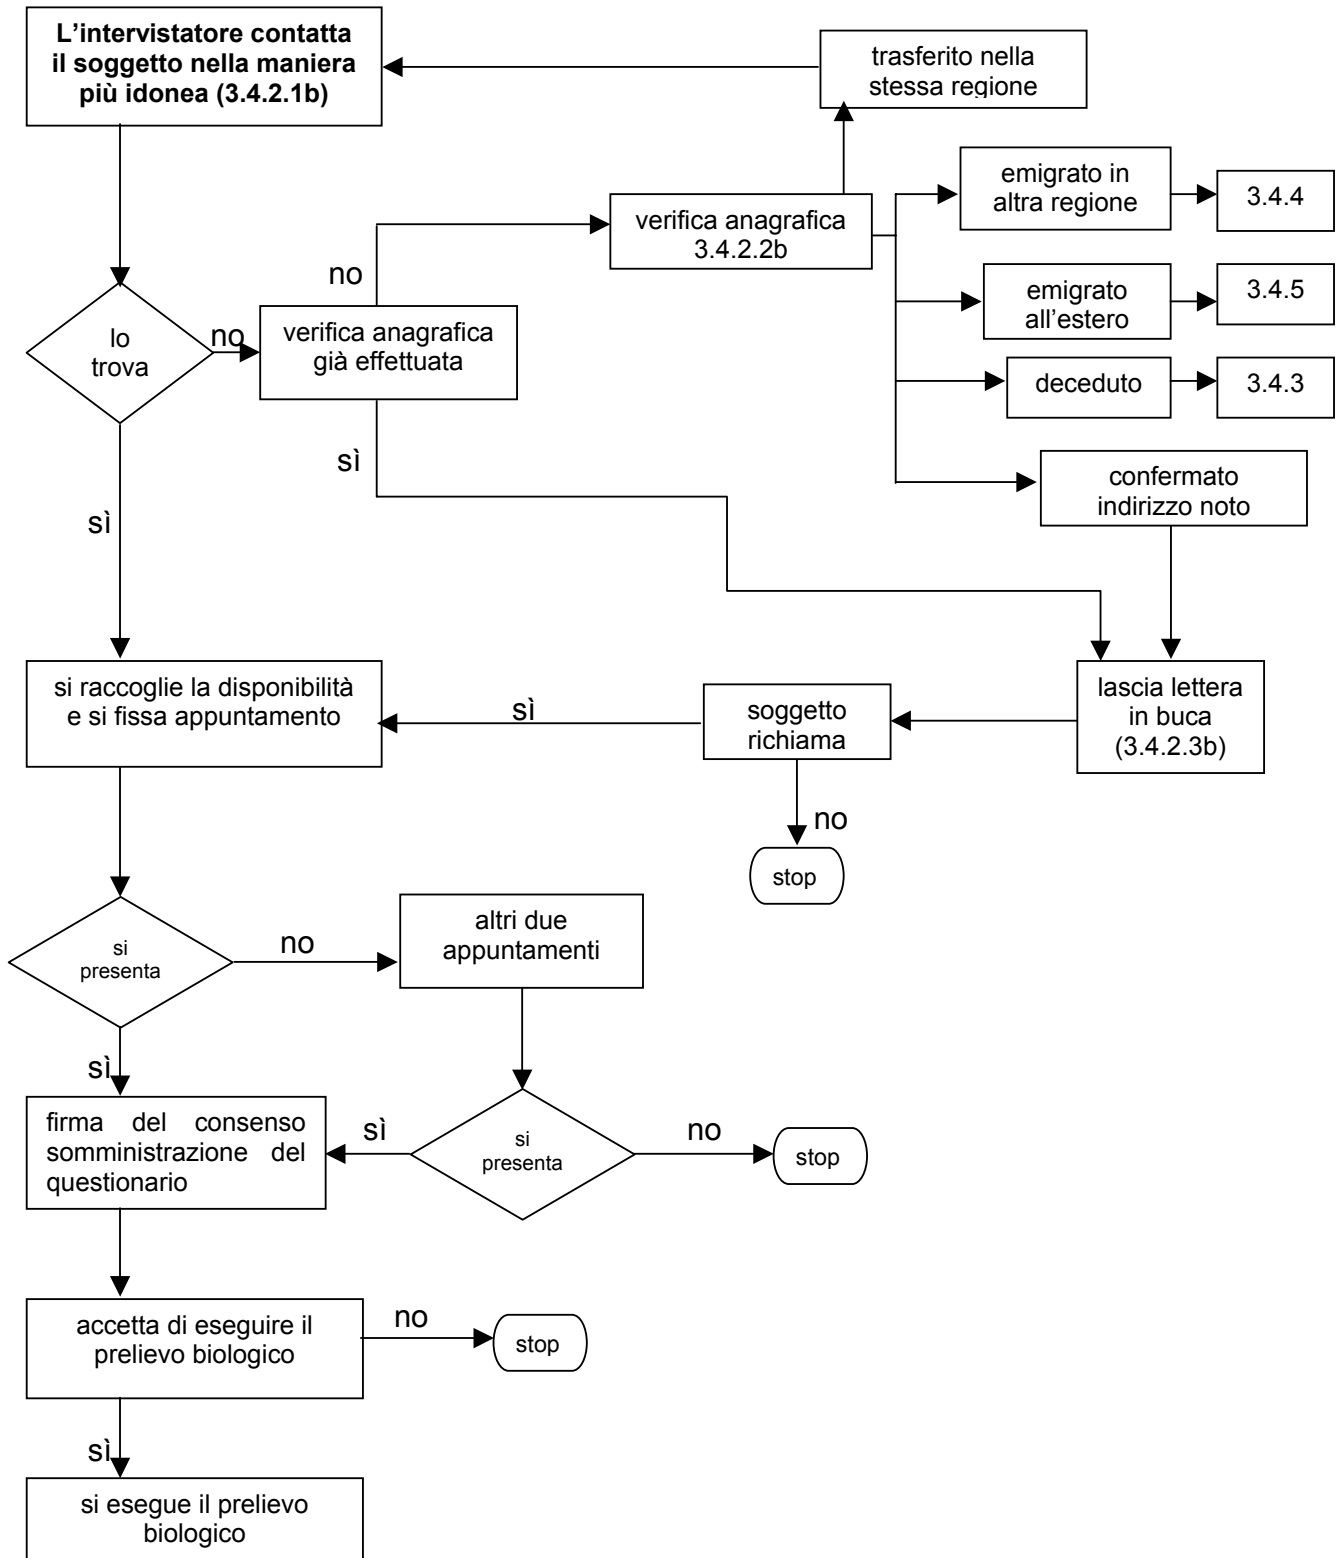 L’intervistatore contatta
il soggetto nella maniera
più idonea (3.4.2.1b)
trasferito nella
stessa regione
emigrato in
altra regione
3.4.4
verifica anagrafica
3.4.2.2b
no
emigrato
all’estero
3.4.5
lo
trova
no
verifica anagrafica
già effettuata
deceduto
3.4.3
sì
confermato
indirizzo noto
sì
si raccoglie la disponibilità
e si fissa appuntamento
sì
soggetto
richiama
lascia lettera
in buca
(3.4.2.3b)
no
stop
si
presenta
no
altri due
appuntamenti
sì
firma del consenso
somministrazione del
questionario
sì
si
presenta
no
stop
accetta di eseguire il
prelievo biologico
no
stop
sì
si esegue il prelievo
biologico